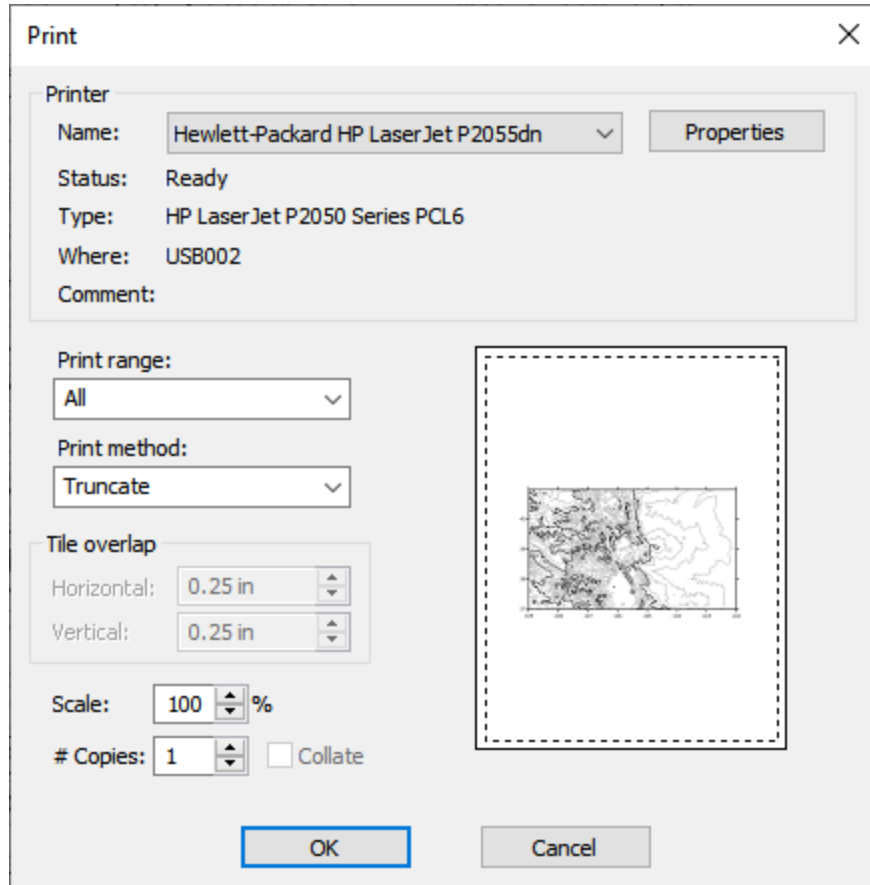 Print
Printer
Name: Hewlett-Packard HP LaserJet P2055dn Properties
Status: Ready
Type: HP LaserJet P2050 Series PCL6
Where: USB002
Comment:
Print range:
All
Print method:
Truncate
Tile overlap
Horizontal: 0.25 in
Vertical: 0.25 in
Scale: 100 %
# Copies: 1 Collate
OK Cancel